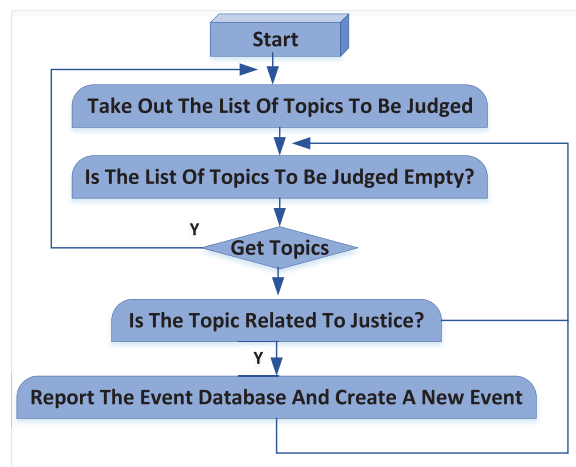 Start
Take Out The List Of Topics To Be Judged
Is The List Of Topics To Be Judged Empty?
Y
Get Topics
Is The Topic Related To Justice?
Y
Report The Event Database And Create A New Event